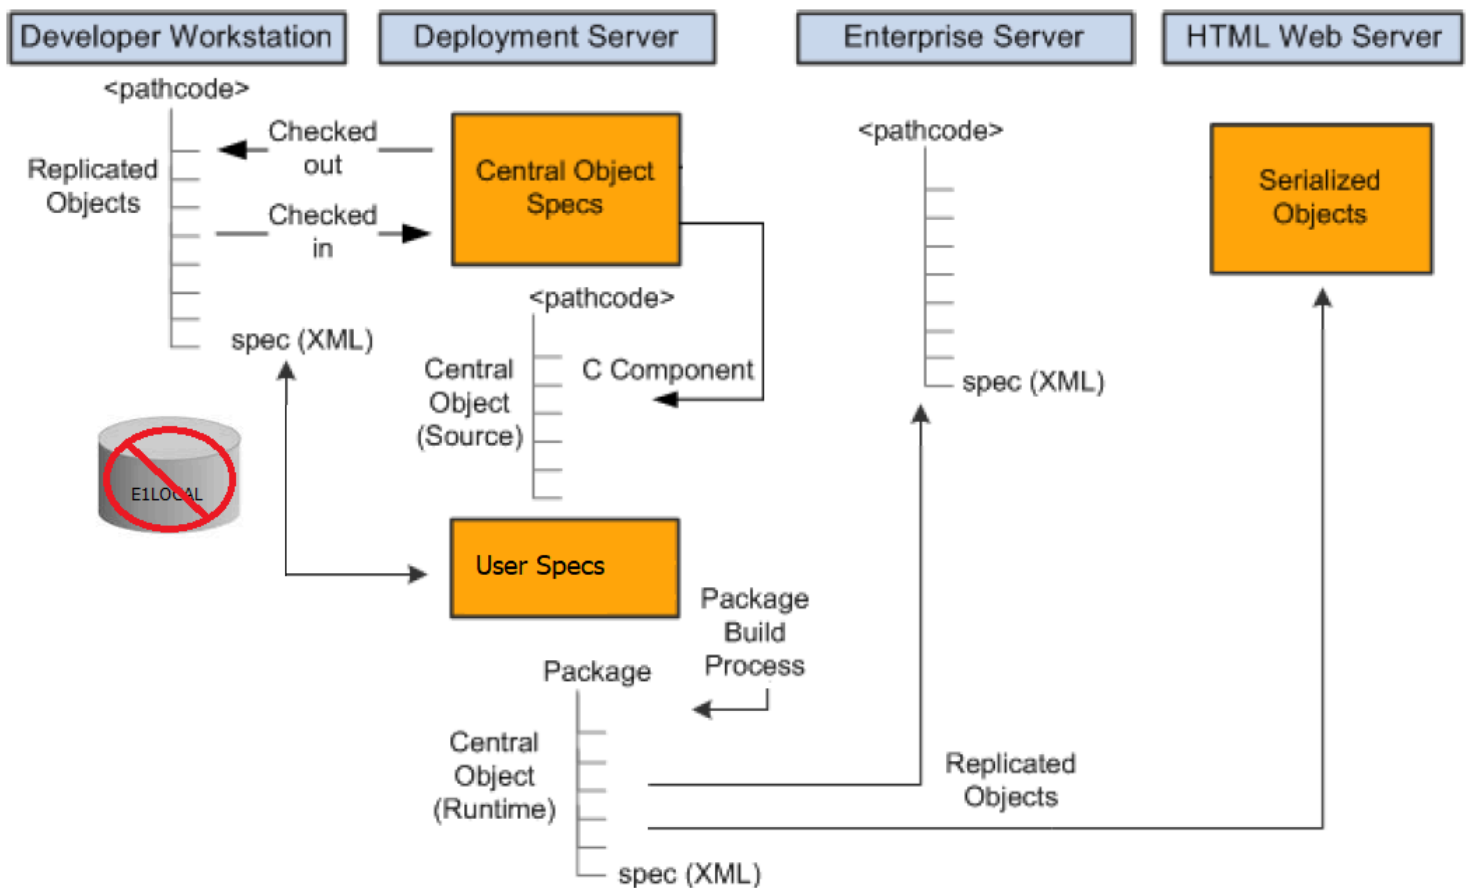 Developer Workstation
Deployment Server
Enterprise Server
HTML Web Server
<pathcode>
Replicated
Objects
Checked
out
Checked
in
spec (XML)
E1LOCAL
Central Object
Specs
<pathcode>
Central
Object
(Source)
C Component
User Specs
Package
Build
Process
Package
Central
Object
(Runtime)
spec (XML)
<pathcode>
spec (XML)
Replicated
Objects
Serialized
Objects